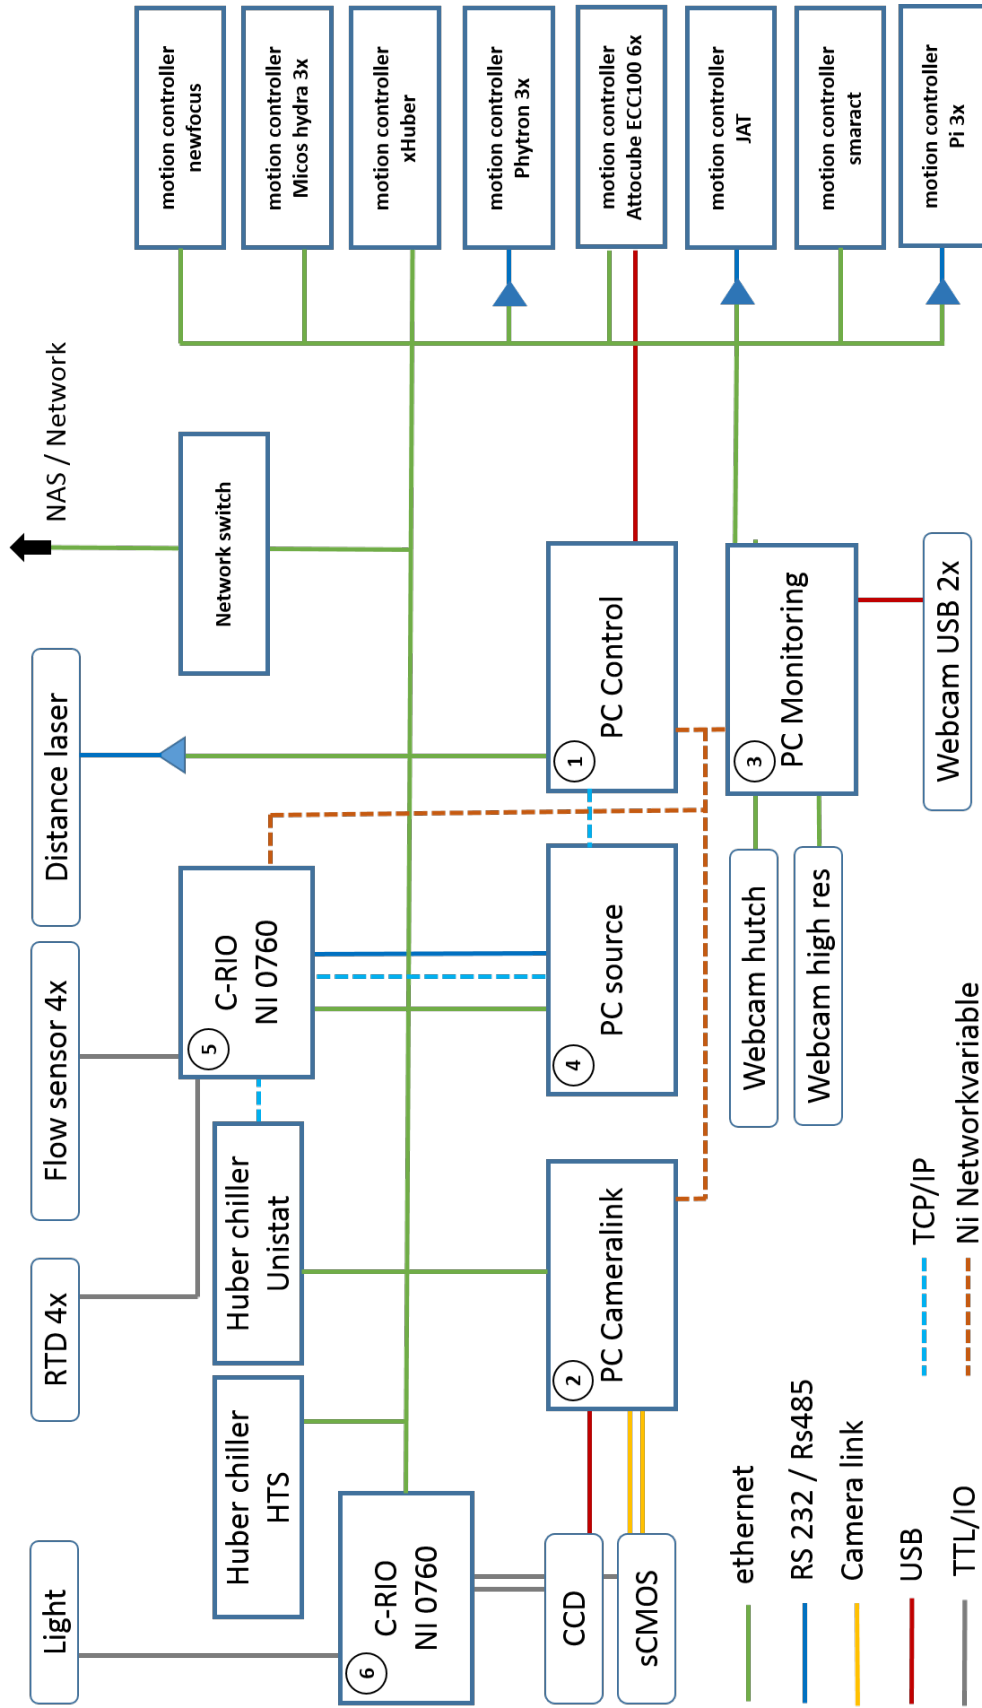 Light
RTD 4x
Flow sensor 4x
Distance laser
NAS / Network
motion controller
newfocus
Huber chiller
HTS
Huber chiller
Unistat
5
C-RIO
NI 0760
Network switch
motion controller
Micos hydra 3x
6
C-RIO
NI 0760
motion controller
xHuber
motion controller
Phytron 3x
CCD
sCMOS
2
PC Cameralink
4
PC source
1
PC Control
motion controller
Attocube ECC100 6x
motion controller
JAT
Webcam hutch
Webcam high res
3
PC Monitoring
motion controller
smaract
Webcam USB 2x
motion controller
Pi 3x
ethernet
RS 232 / Rs485
Camera link
USB
TTL/IO
TCP/IP
Ni Networkvariable